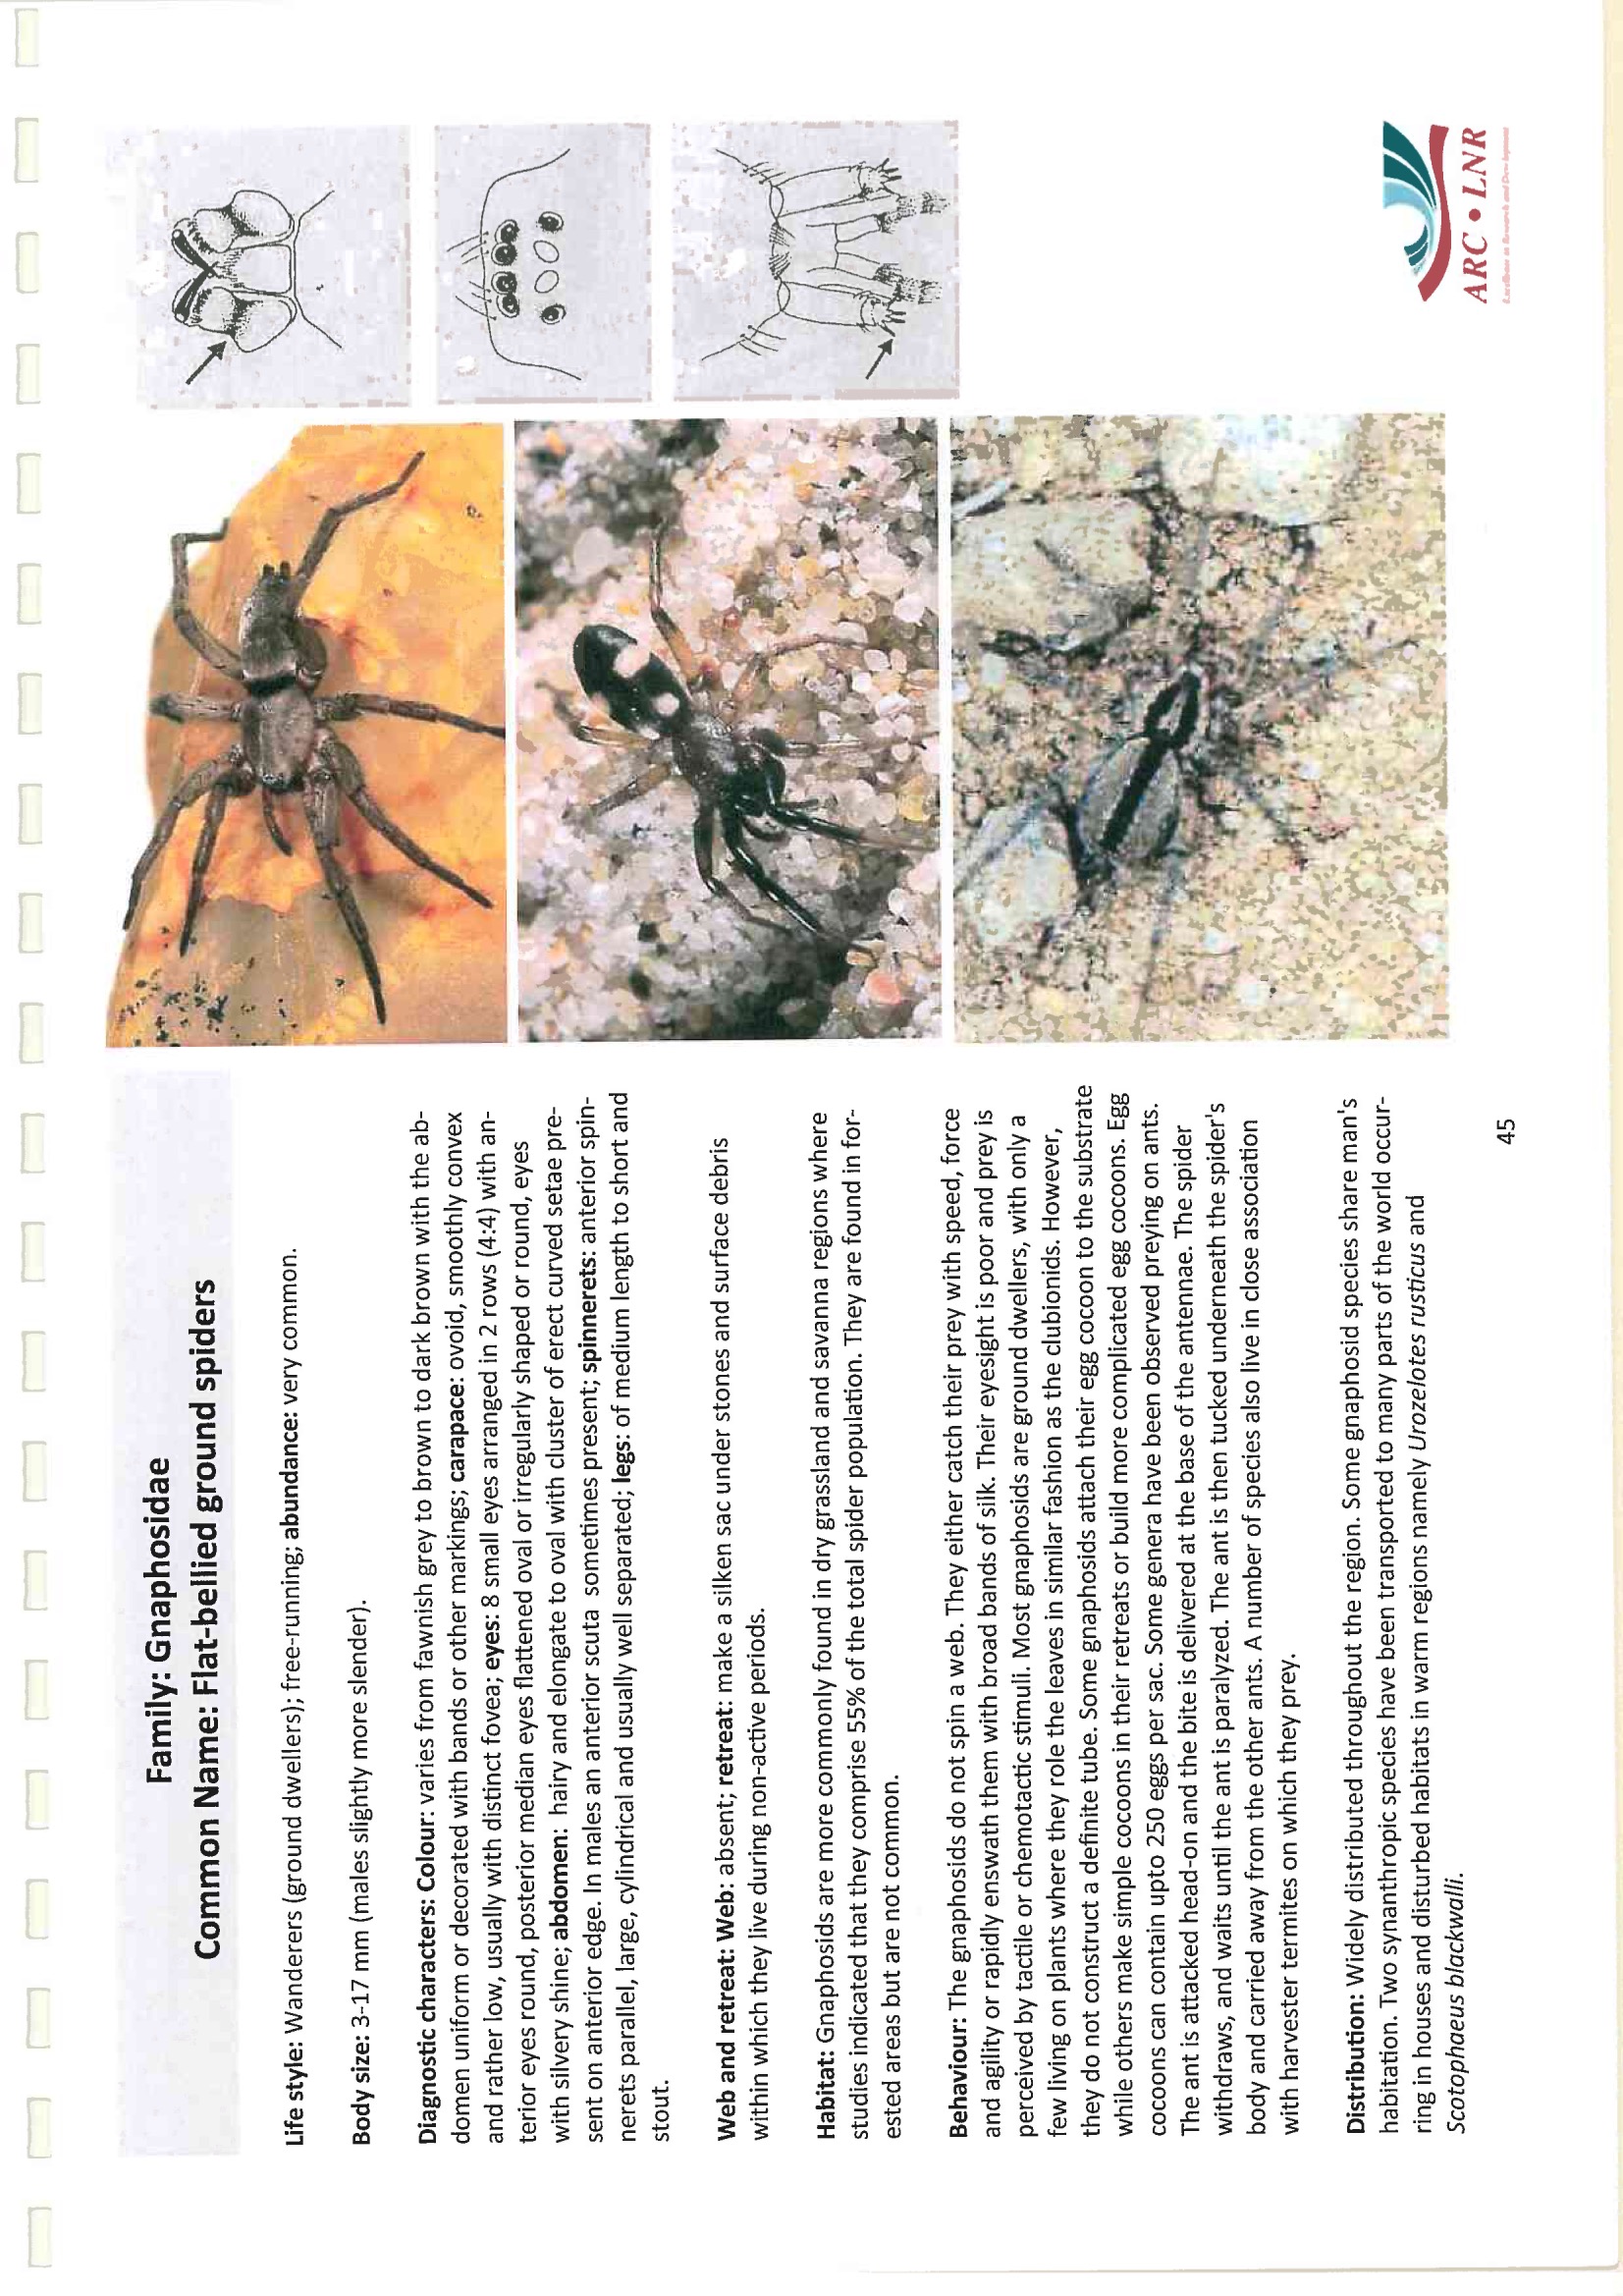 Family: Gnaphosidae
Common Name: Flat-bellied ground spiders
Life style: Wanderers (ground dwellers); free-running; abundance: very common.
Body size: 3-17 mm (males slightly more slender).
Diagnostic characters: Colour: varies from fawnish grey to brown to dark brown with the ab-
domen uniform or decorated with bands or other markings; carapace: ovoid, smoothly convex
and rather low, usually with distinct fovea; eyes: 8 small eyes arranged in 2 rows (4:4) with an-
terior eyes round, posterior median eyes flattened oval or irregularly shaped or round, eyes
with silvery shine; abdomen: hairy and elongate to oval with cluster of erect curved setae pre-
sent on anterior edge. In males an anterior scuta sometimes present; spinnerets: anterior spin-
nerets parallel, large, cylindrical and usually well separated; legs: of medium length to short and
stout.
Web and retreat: Web: absent; retreat: make a silken sac under stones and surface debris
within which they live during non-active periods.
Habitat: Gnaphosids are more commonly found in dry grassland and savanna regions where
studies indicated that they comprise 55% of the total spider population. They are found in for-
ested areas but are not common.
Behaviour: The gnaphosids do not spin a web. They either catch their prey with speed, force
and agility or rapidly enswath them with broad bands of silk. Their eyesight is poor and prey is
perceived by tactile or chemotactic stimuli. Most gnaphosids are ground dwellers, with only a
few living on plants where they role the leaves in similar fashion as the clubionids. However,
they do not construct a definite tube. Some gnaphosids attach their egg cocoon to the substrate
while others make simple cocoons in their retreats or build more complicated egg cocoons. Egg
cocoons can contain upto 250 eggs per sac. Some genera have been observed preying on ants.
The ant is attacked head-on and the bite is delivered at the base of the antennae. The spider
withdraws, and waits until the ant is paralyzed. The ant is then tucked underneath the spider's
body and carried away from the other ants. A number of species also live in close association
with harvester termites on which they prey.
Distribution: Widely distributed throughout the region. Some gnaphosid species share man's
habitation. Two synanthropic species have been transported to many parts of the world occur-
ring in houses and disturbed habitats in warm regions namely Urozelotes rusticus and
Scotophaeus blackwalli.
45
ARC • LNR
Excellence in Research and Development